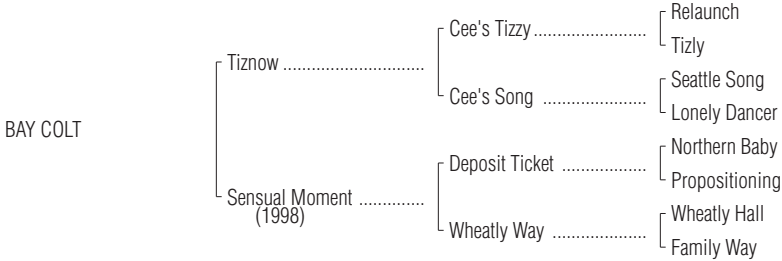 Relaunch
Cee's Tizzy ........................
Tizly
Tiznow ..............................
Seattle Song
Cee's Song ......................
Lonely Dancer
BAY COLT
Northern Baby
Deposit Ticket ..................
Propositioning
Sensual Moment ..............
(1998)
Wheatly Hall
Wheatly Way ....................
Family Way